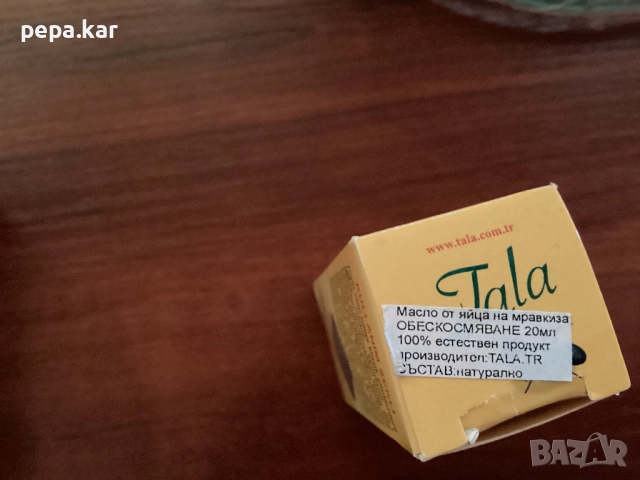 pepa.kar
www.tala.com.tr
Tala
Масло от яйца на мравкиза
ОБЕСКОСМЯВАНЕ 20мл
100% естествен продукт
производител:TALA.TR
СЪСТАВ:натурално
BAZAR